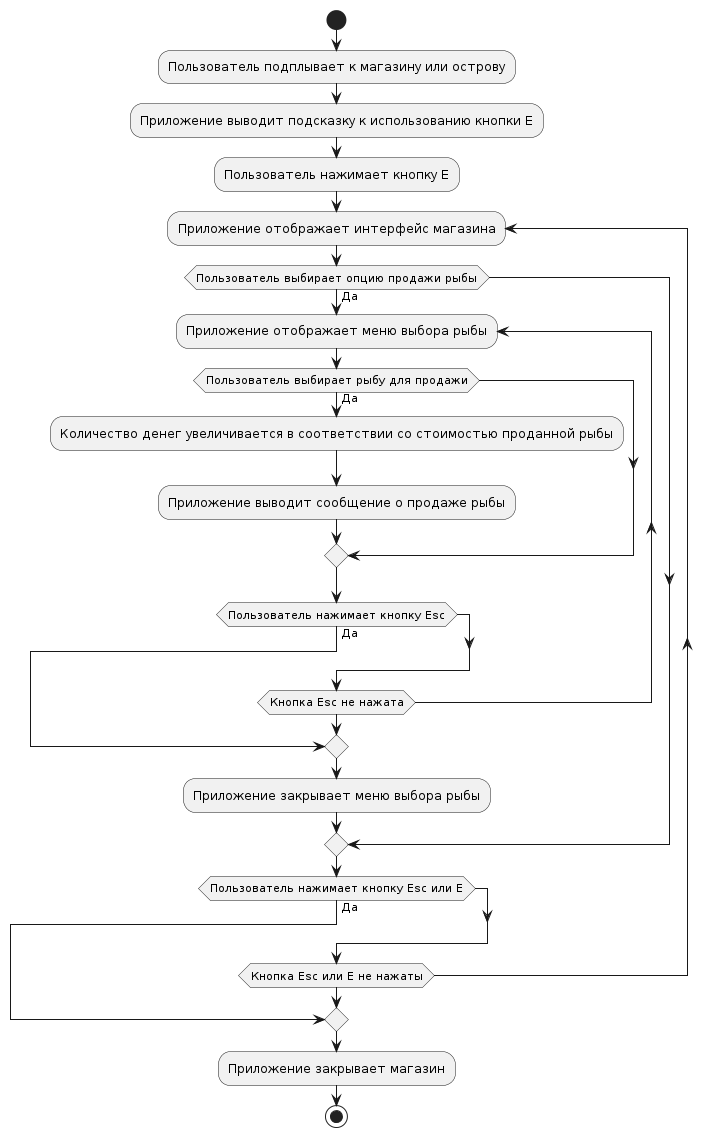 Пользователь подплывает к магазину или острову
Приложение выводит подсказку к использованию кнопки E
Пользователь нажимает кнопку E
Приложение отображает интерфейс магазина
Пользователь выбирает опцию продажи рыбы
Да
Приложение отображает меню выбора рыбы
Пользователь выбирает рыбу для продажи
Да
Количество денег увеличивается в соответствии со стоимостью проданной рыбы
Приложение выводит сообщение о продаже рыбы
Пользователь нажимает кнопку Esc
Да
Кнопка Esc не нажата
Приложение закрывает меню выбора рыбы
Пользователь нажимает кнопку Esc или E
Да
Кнопка Esc или E не нажаты
Приложение закрывает магазин